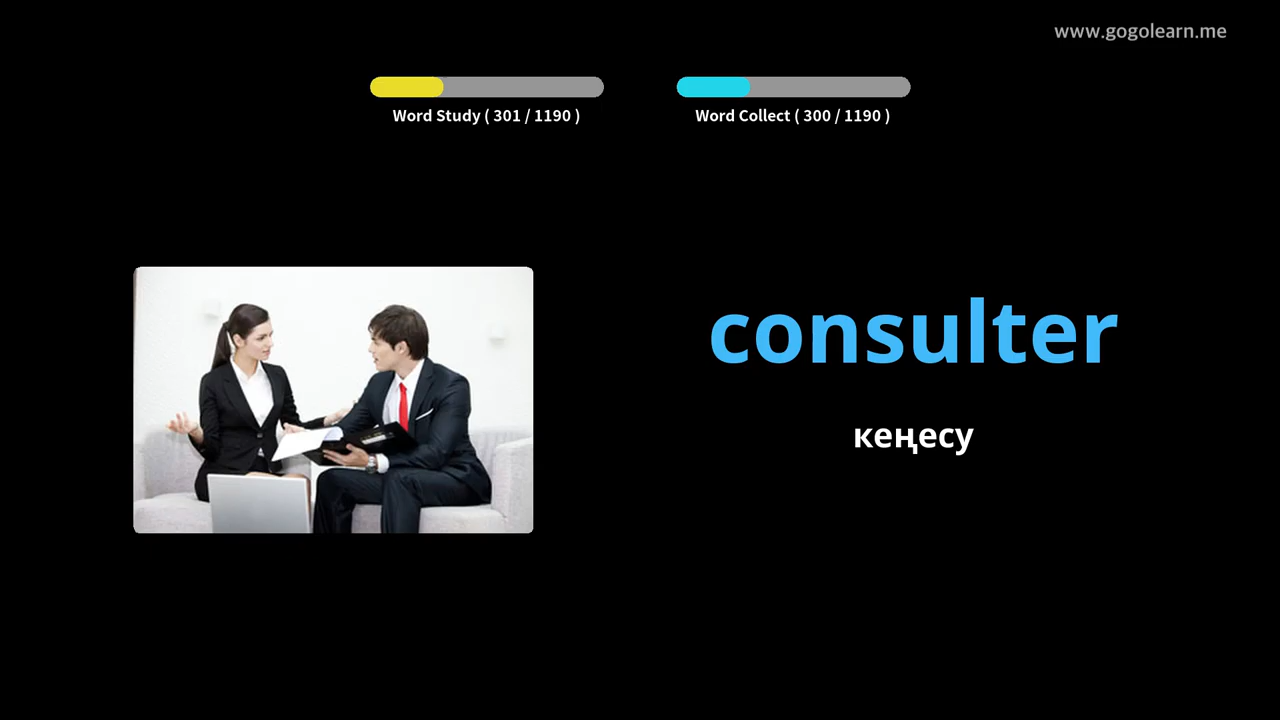 www.gogolearn.me
Word Study ( 301 / 1190 )
Word Collect ( 300 / 1190 )
consulter
кеңесу